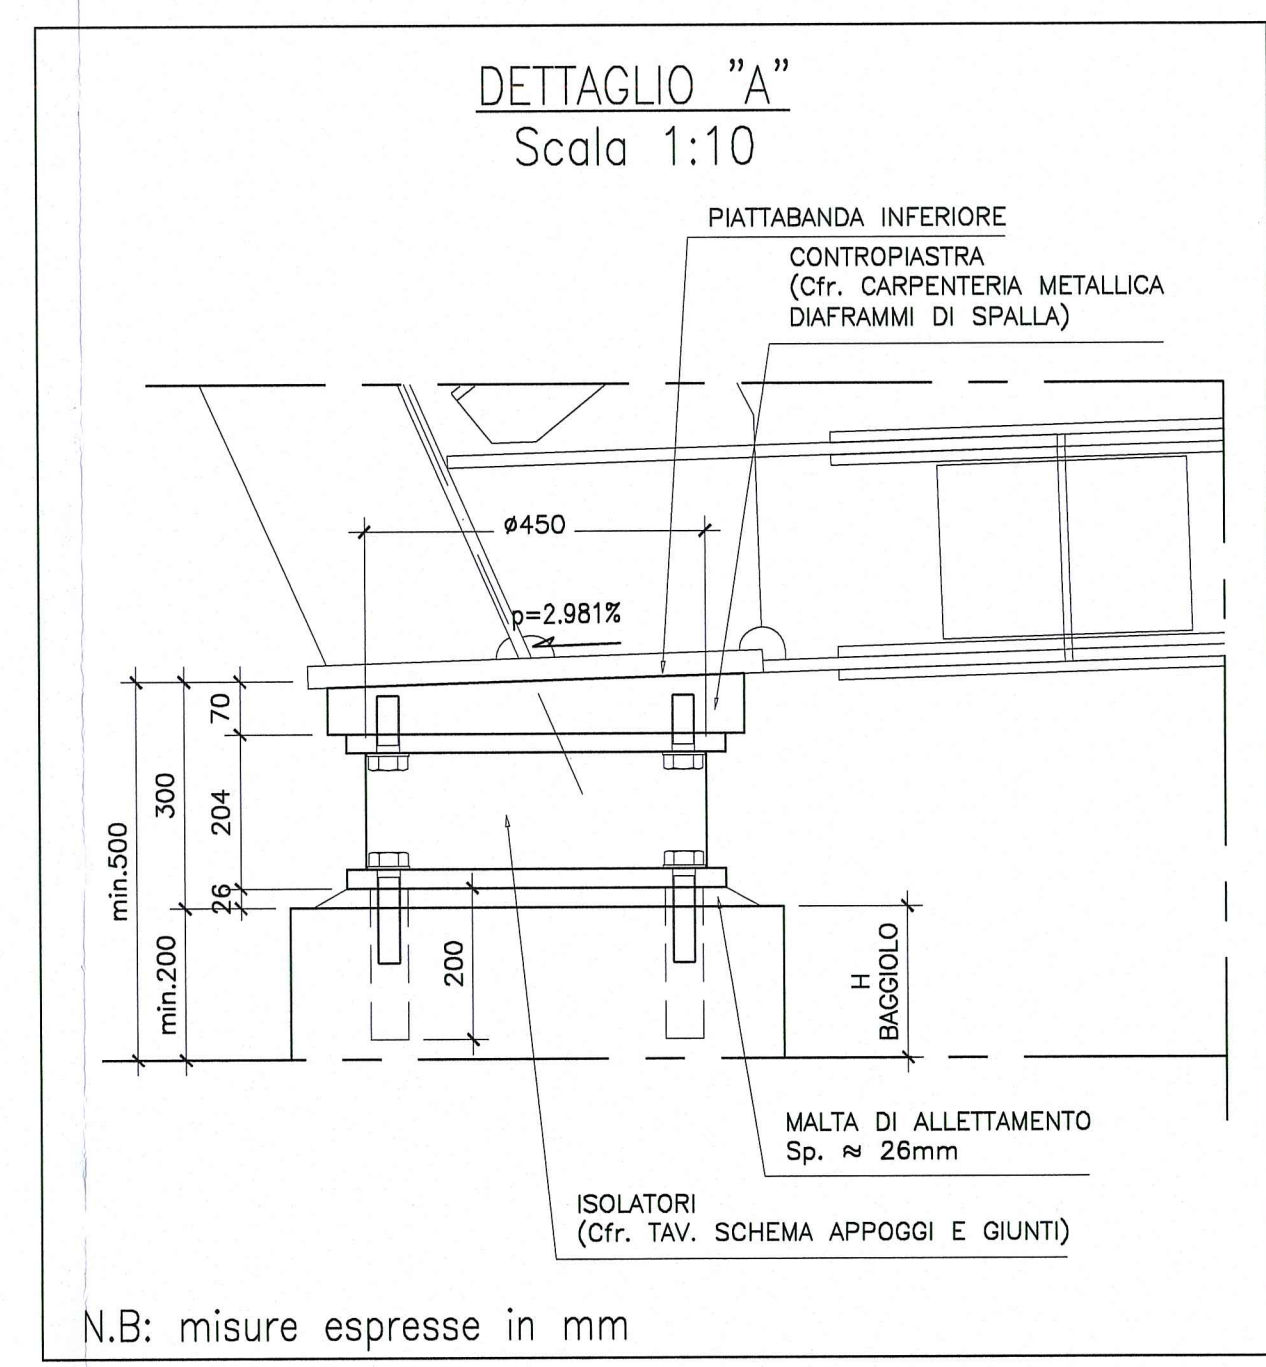 DETTAGLIO "A"
Scala 1:10
PIATTABANDA INFERIORE
CONTROPIASTRA
(Cfr. CARPENTERIA METALLICA
DIAFRAMMI DI SPALLA)
ø450
p=2.981%
70
300
204
min.500
26
min.200
200
H
BAGGIOLO
MALTA DI ALLETTAMENTO
Sp. ≈ 26mm
ISOLATORI
(Cfr. TAV. SCHEMA APPOGGI E GIUNTI)
N.B: misure espresse in mm